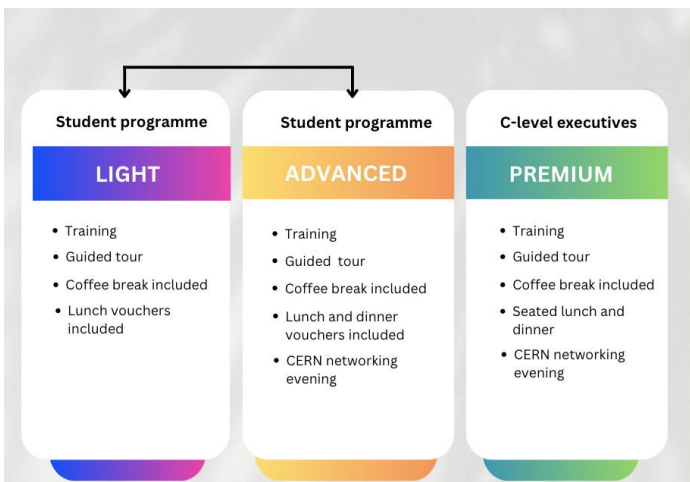 Student programme
LIGHT
• Training
• Guided tour
• Coffee break included
• Lunch vouchers
included
Student programme
ADVANCED
• Training
• Guided tour
• Coffee break included
• Lunch and dinner
vouchers included
• CERN networking
evening
C-level executives
PREMIUM
• Training
• Guided tour
• Coffee break included
• Seated lunch and
dinner
• CERN networking
evening